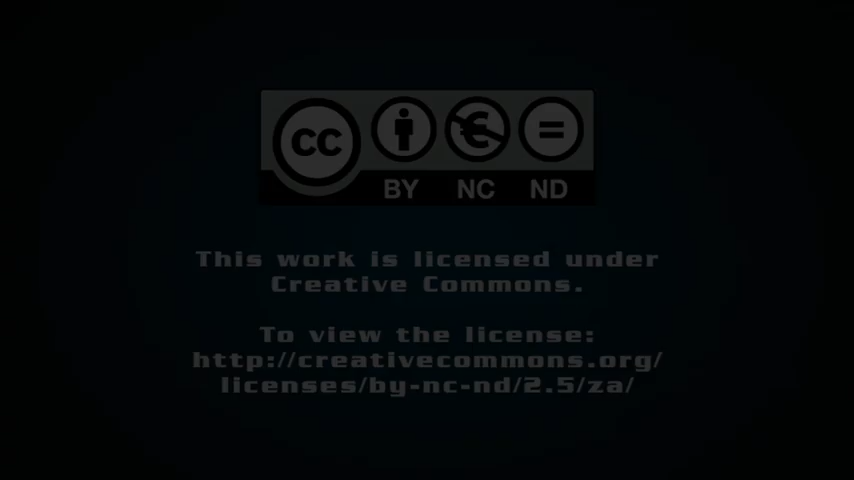 CC
BY NC ND
This work is licensed under
Creative Commons.
To view the license:
http://creativecommons.org/
licenses/by-nc-nd/2.5/za/